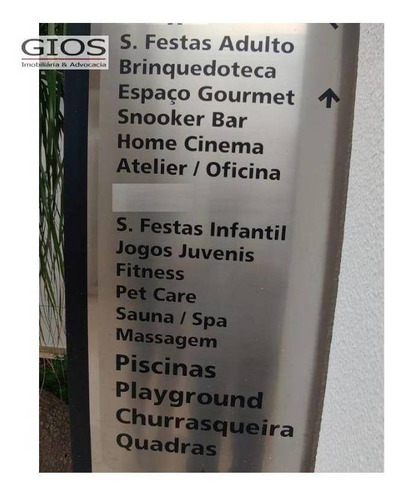 GIOS
Imobiliária & Advocacia
S. Festas Adulto
Brinquedoteca
Espaço Gourmet
Snooker Bar
Home Cinema
Atelier / Oficina
S. Festas Infantil
Jogos Juvenis
Fitness
Pet Care
Sauna / Spa
Massagem
Piscinas
Playground
Churrasqueira
Quadras